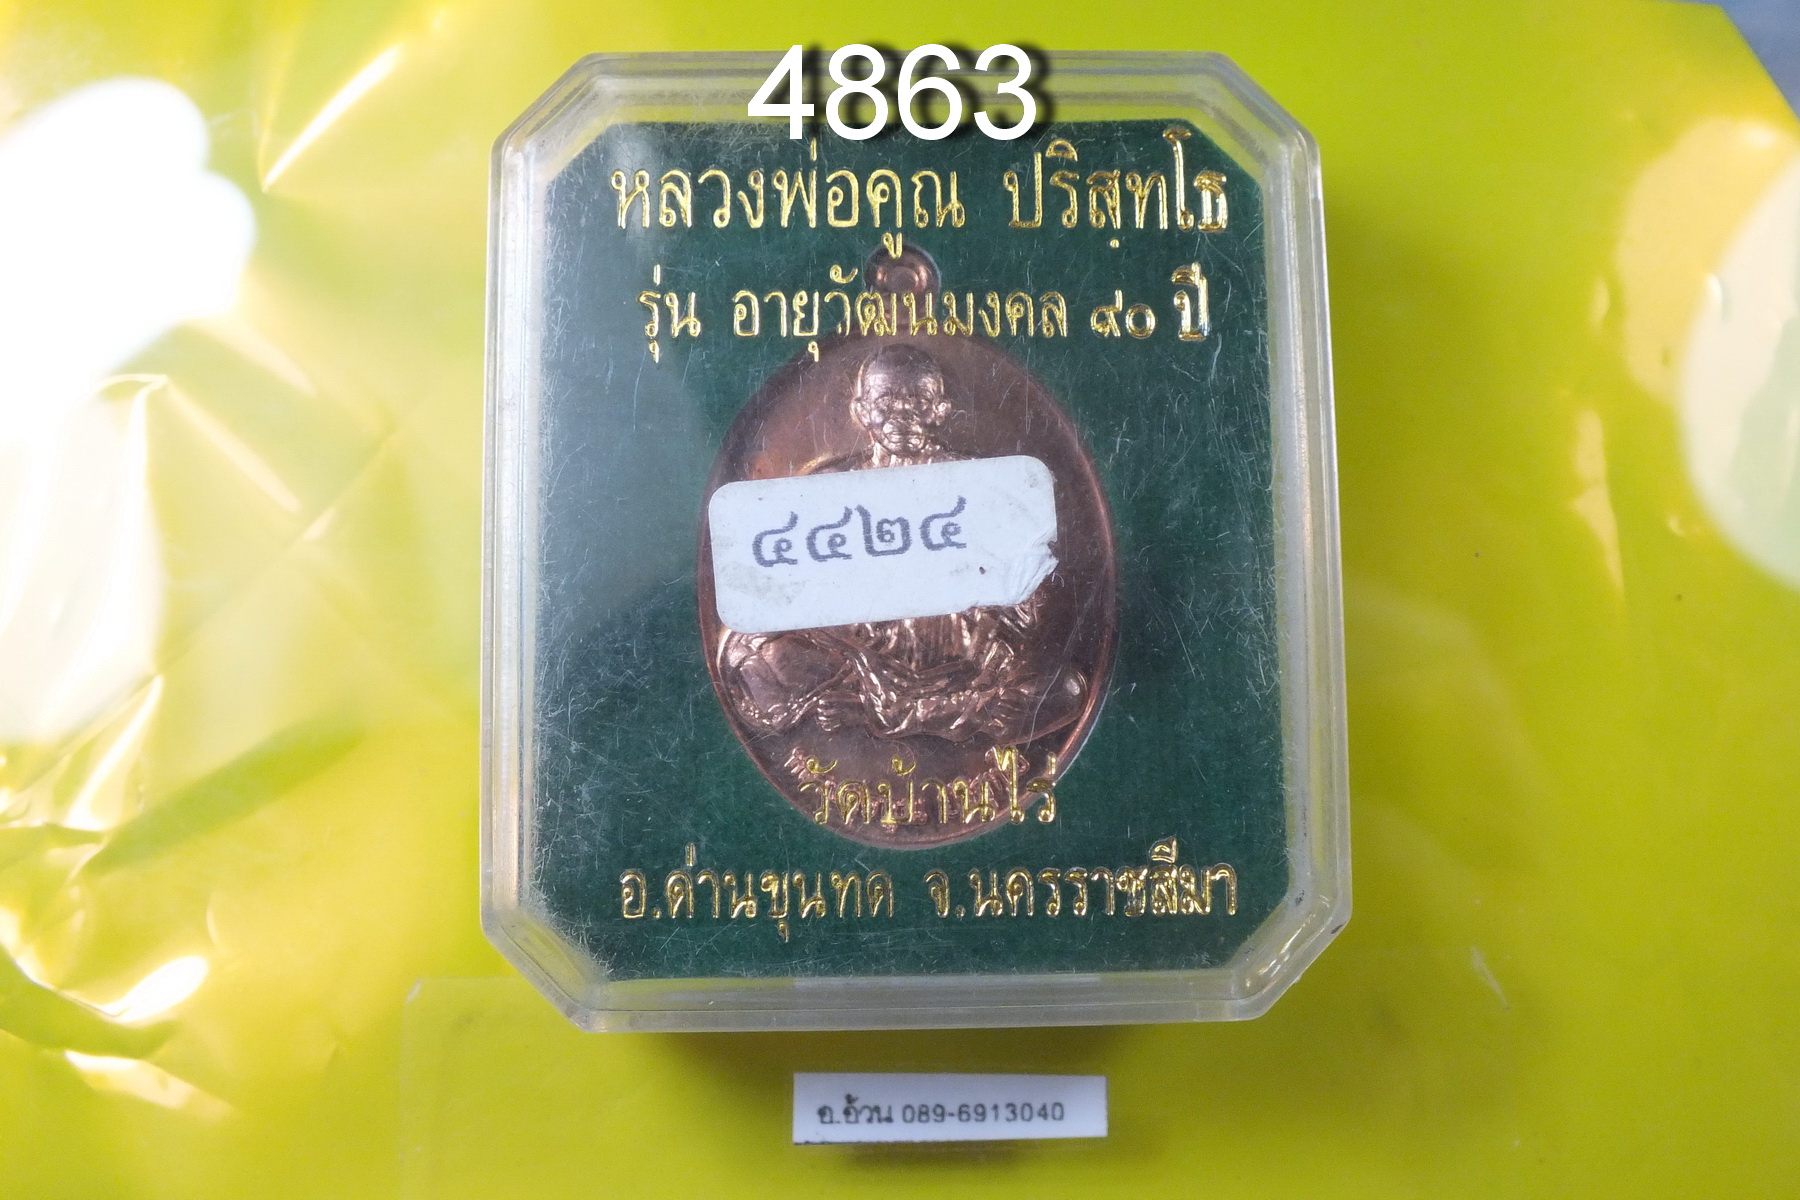 4863
หลวงพ่อคูณ ปริสุทโธ
รุ่น อายุวัฒนมงคล ๙๐ ปี
๔๔๒๔
วัดบ้านไร่
อ.ด่านขุนทด จ.นครราชสีมา
อ.อ้วน 089-6913040